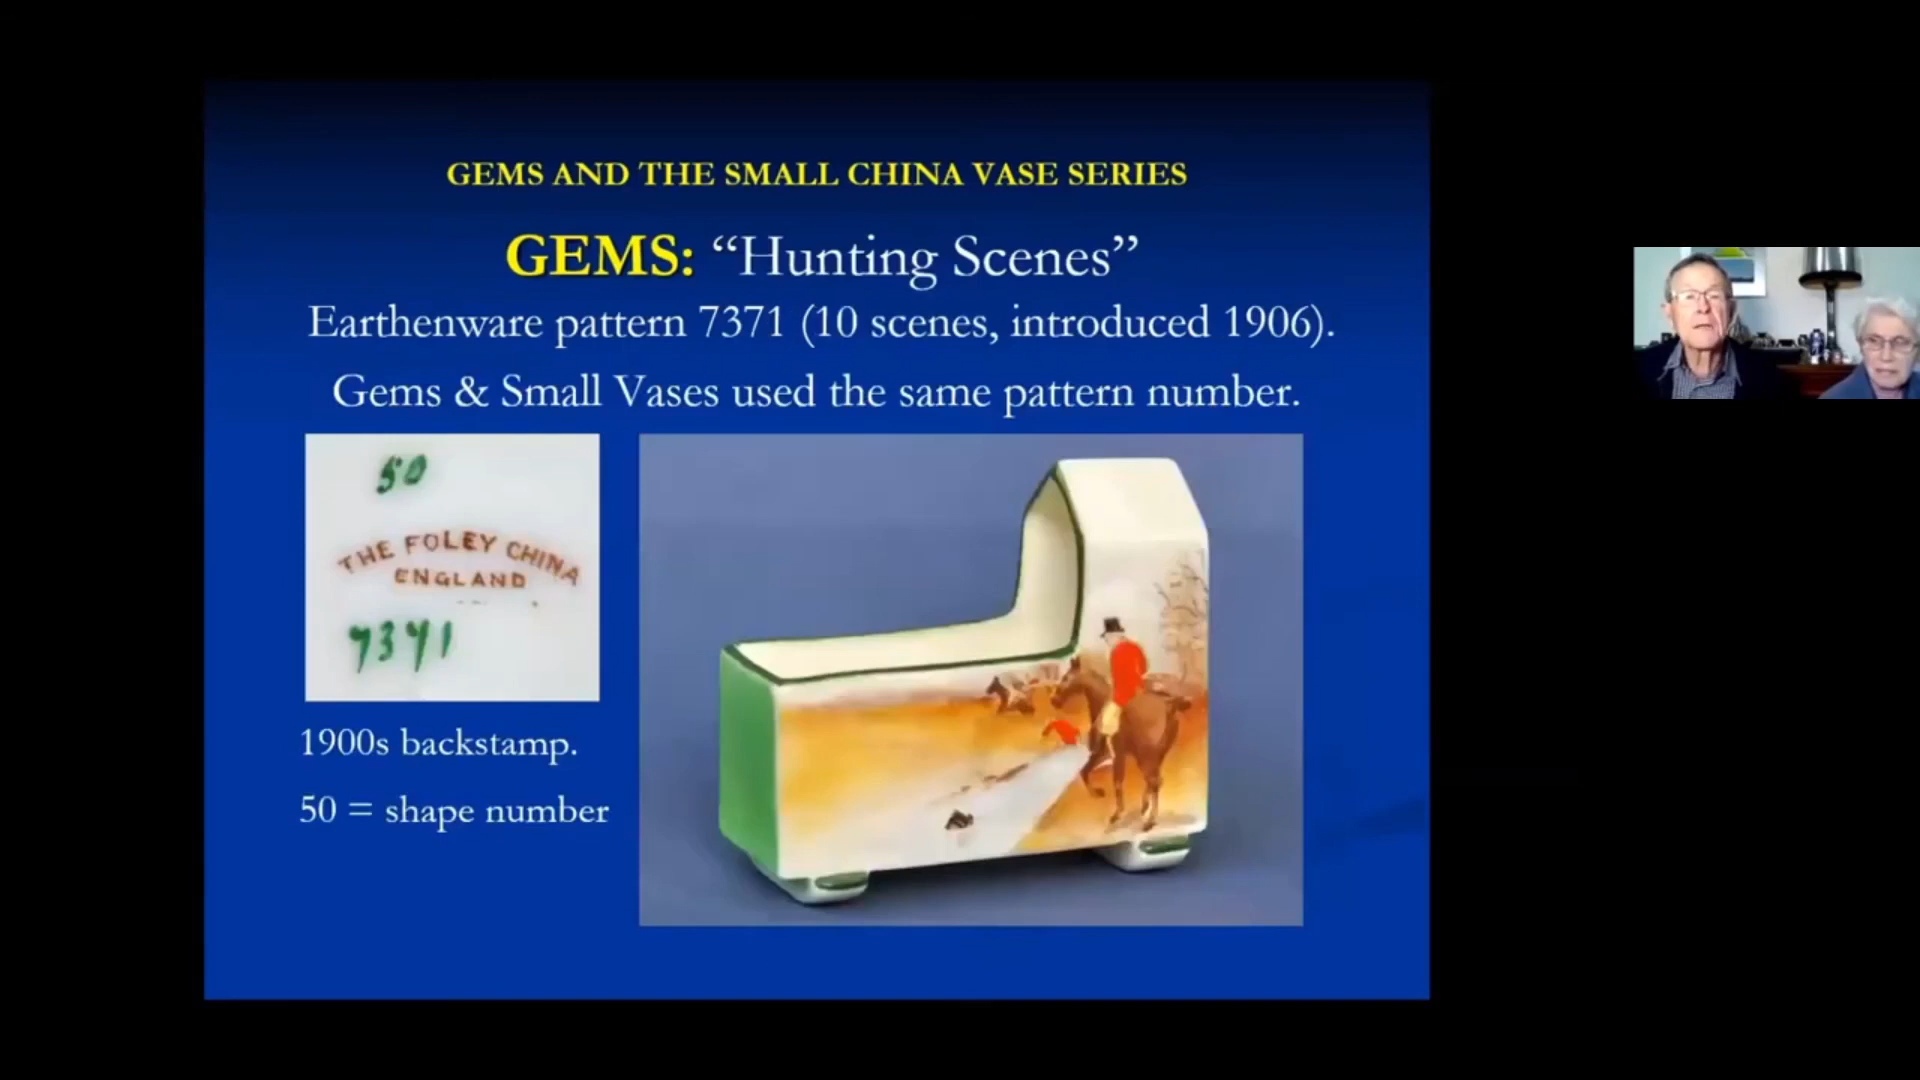 GEMS AND THE SMALL CHINA VASE SERIES
GEMS: “Hunting Scenes”
Earthenware pattern 7371 (10 scenes, introduced 1906).
Gems & Small Vases used the same pattern number.
50
THE FOLEY CHINA
ENGLAND
7371
1900s backstamp.
50 = shape number